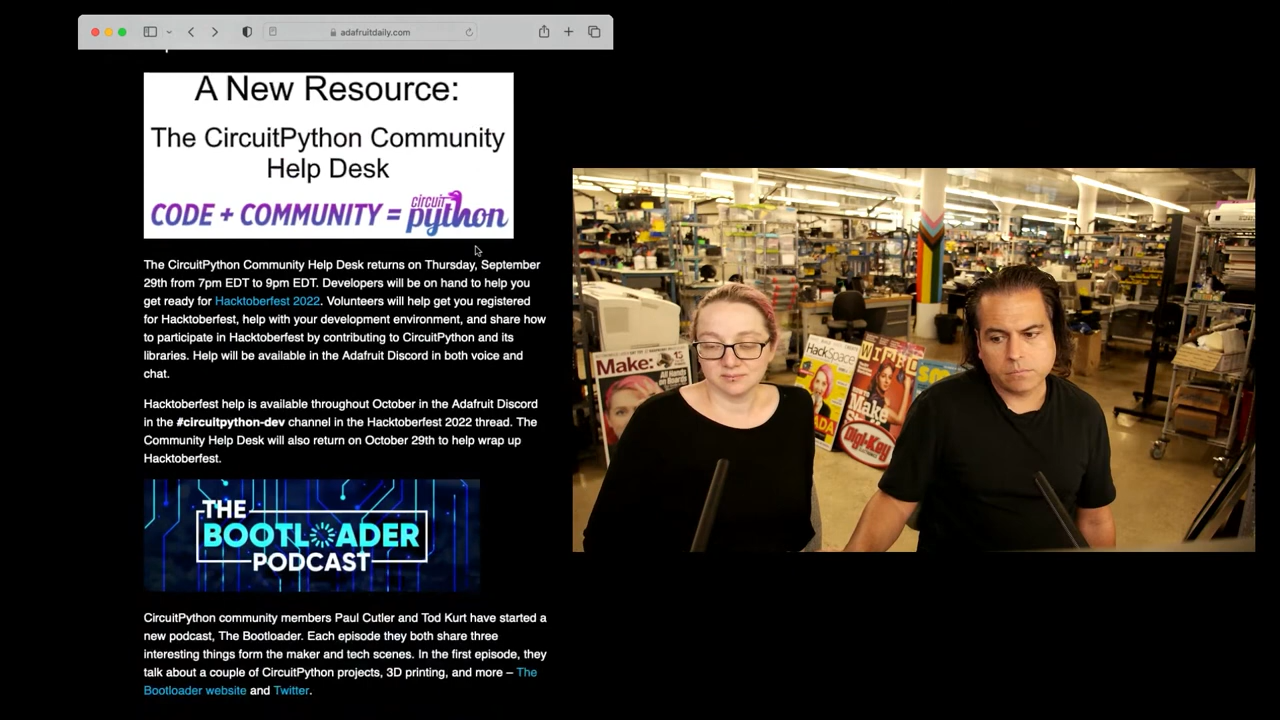 adafruitdaily.com
A New Resource:
The CircuitPython Community
Help Desk
CODE + COMMUNITY = circuit python
The CircuitPython Community Help Desk returns on Thursday, September
29th from 7pm EDT to 9pm EDT. Developers will be on hand to help you
get ready for Hacktoberfest 2022. Volunteers will help get you registered
for Hacktoberfest, help with your development environment, and share how
to participate in Hacktoberfest by contributing to CircuitPython and its
libraries. Help will be available in the Adafruit Discord in both voice and
chat.
Hacktoberfest help is available throughout October in the Adafruit Discord
in the #circuitpython-dev channel in the Hacktoberfest 2022 thread. The
Community Help Desk will also return on October 29th to help wrap up
Hacktoberfest.
THE
BOOTLOADER
PODCAST
CircuitPython community members Paul Cutler and Tod Kurt have started a
new podcast, The Bootloader. Each episode they both share three
interesting things form the maker and tech scenes. In the first episode, they
talk about a couple of CircuitPython projects, 3D printing, and more – The
Bootloader website and Twitter.
Make:
15
All Hands
on Boards
HackSpace
WIRED
Make
Digi-Key